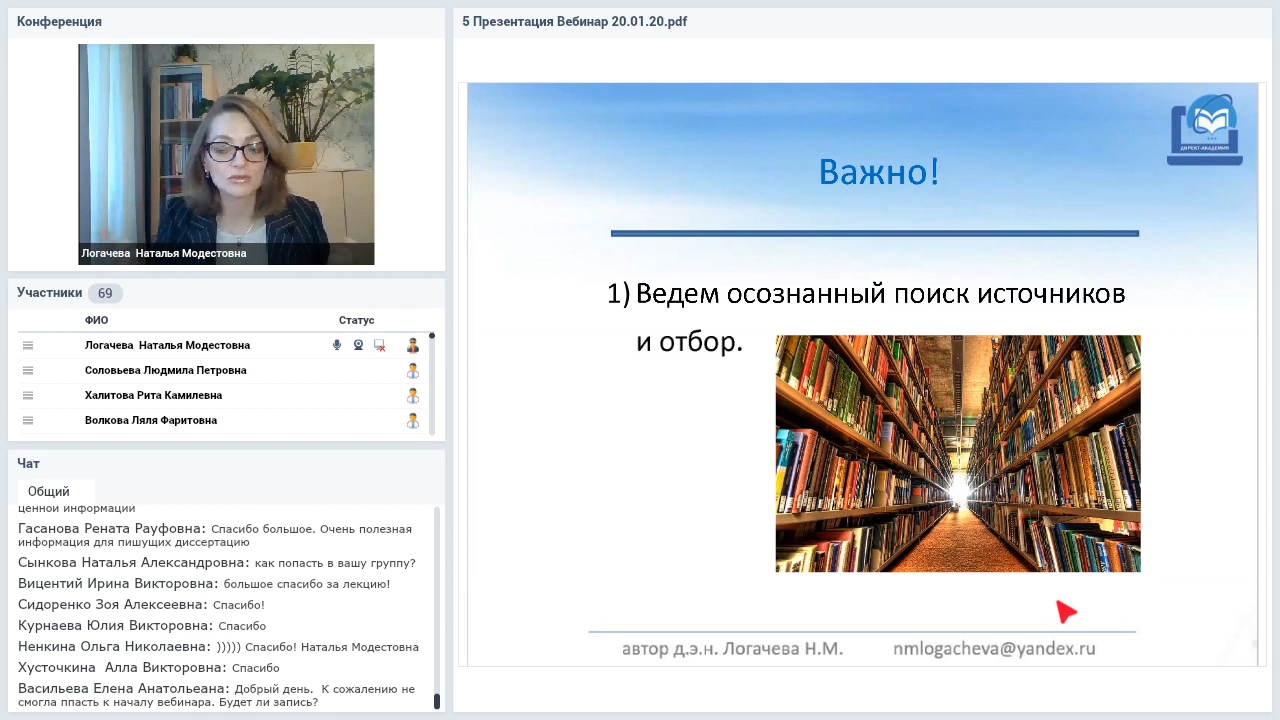 Конференция
Логачева  Наталья Модестовна
Участники 69
ФИО Статус
Логачева  Наталья Модестовна
Соловьева Людмила Петровна
Халитова Рита Камилевна
Волкова Ляля Фаритовна
Чат
Общий
ценной информации
Гасанова Рената Рауфовна: Спасибо большое. Очень полезная
информация для пишущих диссертацию
Сынкова Наталья Александровна: как попасть в вашу группу?
Вицентий Ирина Викторовна: большое спасибо за лекцию!
Сидоренко Зоя Алексеевна: Спасибо!
Курнаева Юлия Викторовна: Спасибо
Ненкина Ольга Николаевна: ))))) Спасибо! Наталья Модестовна
Хусточкина  Алла Викторовна: Спасибо
Васильева Елена Анатольеана: Добрый день.  К сожалению не
смогла ппасть к началу вебинара. Будет ли запись?
5 Презентация Вебинар 20.01.20.pdf
ДИРЕКТ-АКАДЕМИЯ
Важно!
1) Ведем осознанный поиск источников
и отбор.
автор д.э.н. Логачева Н.М. nmlogacheva@yandex.ru